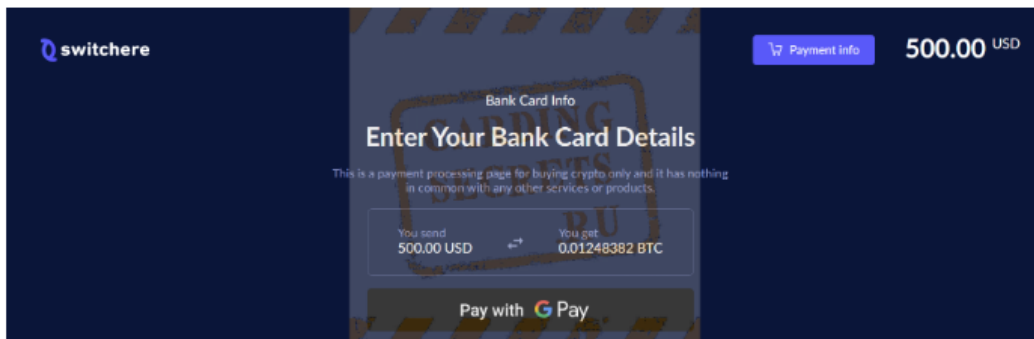 switchere
Payment info
500.00 USD
Bank Card Info
CARDING
Enter Your Bank Card Details
This is a payment processing page for buying crypto only and it has nothing
in common with any other services or products.
SECRETS
.RU
You send
You get
500.00 USD
0.01248382 BTC
Pay with G Pay